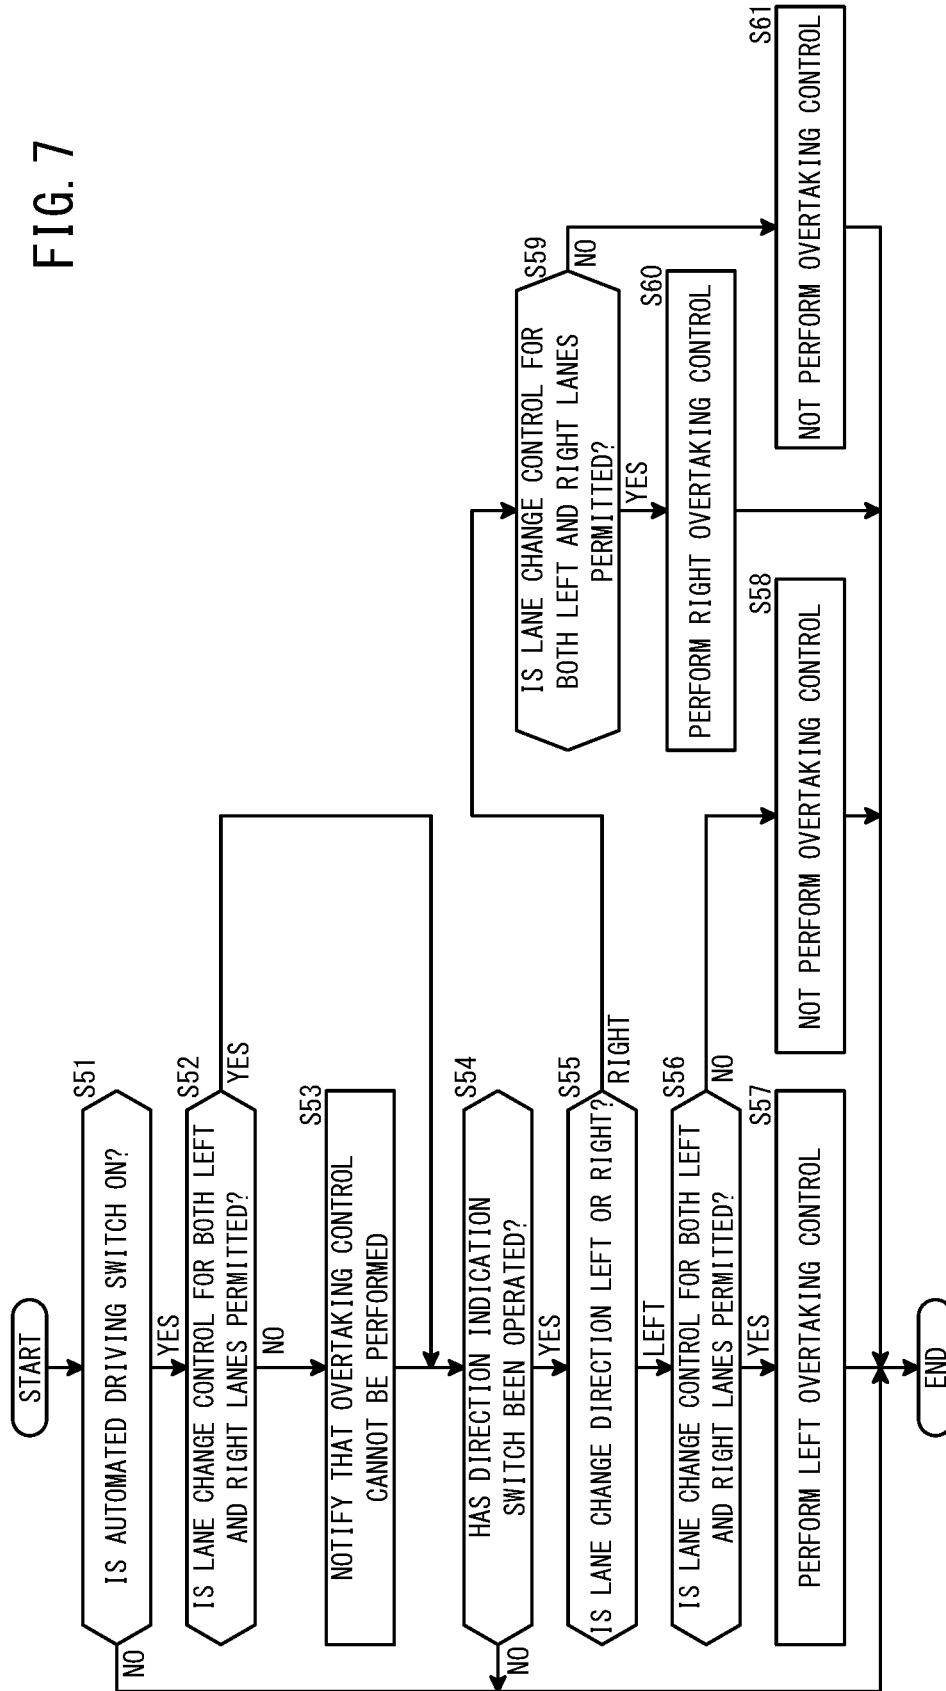 FIG. 7
START
S51
IS AUTOMATED DRIVING SWITCH ON?
NO
YES
S52
IS LANE CHANGE CONTROL FOR BOTH LEFT
AND RIGHT LANES PERMITTED?
YES
NO
S53
NOTIFY THAT OVERTAKING CONTROL
CANNOT BE PERFORMED
S54
HAS DIRECTION INDICATION
SWITCH BEEN OPERATED?
NO
YES
S55
IS LANE CHANGE DIRECTION LEFT OR RIGHT?
RIGHT
LEFT
S56
IS LANE CHANGE CONTROL FOR BOTH LEFT
AND RIGHT LANES PERMITTED?
NO
YES
S57
PERFORM LEFT OVERTAKING CONTROL
S58
NOT PERFORM OVERTAKING CONTROL
S59
IS LANE CHANGE CONTROL FOR
BOTH LEFT AND RIGHT LANES
PERMITTED?
NO
YES
S60
PERFORM RIGHT OVERTAKING CONTROL
S61
NOT PERFORM OVERTAKING CONTROL
END